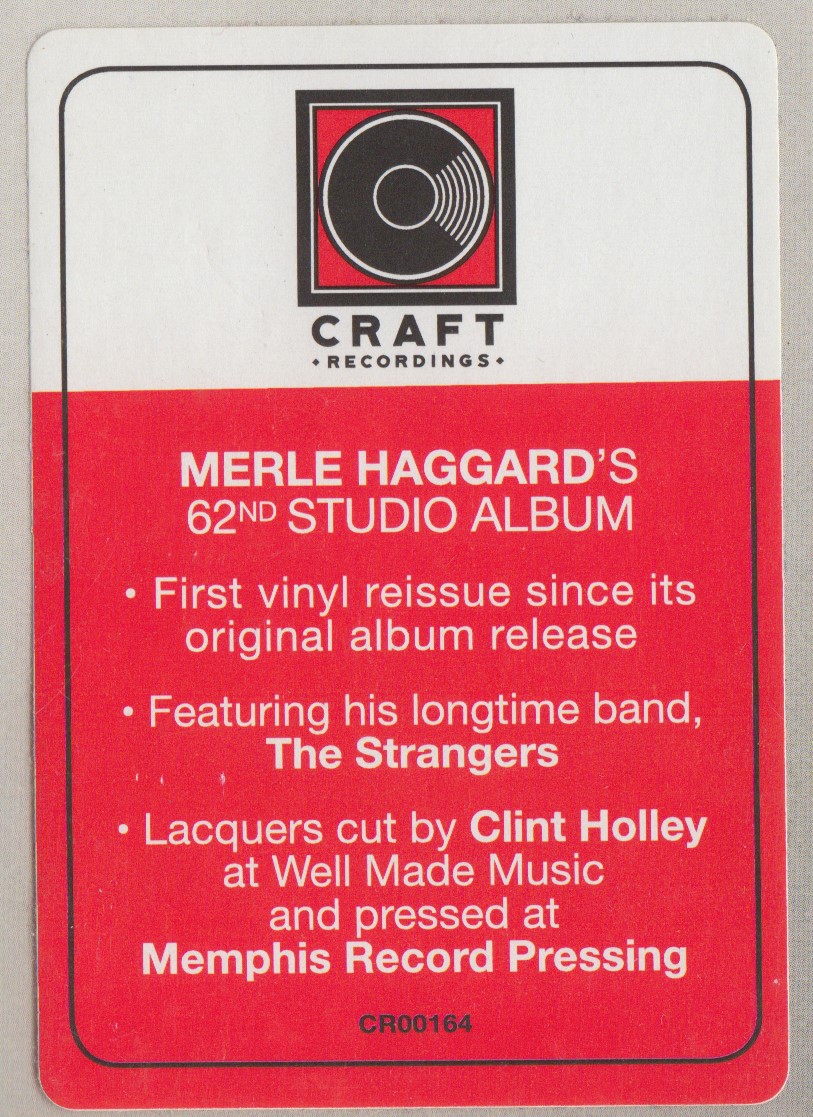 CRAFT
•RECORDINGS•
MERLE HAGGARD'S
62ND STUDIO ALBUM
• First vinyl reissue since its
original album release
• Featuring his longtime band,
The Strangers
• Lacquers cut by Clint Holley
at Well Made Music
and pressed at
Memphis Record Pressing
CR00164